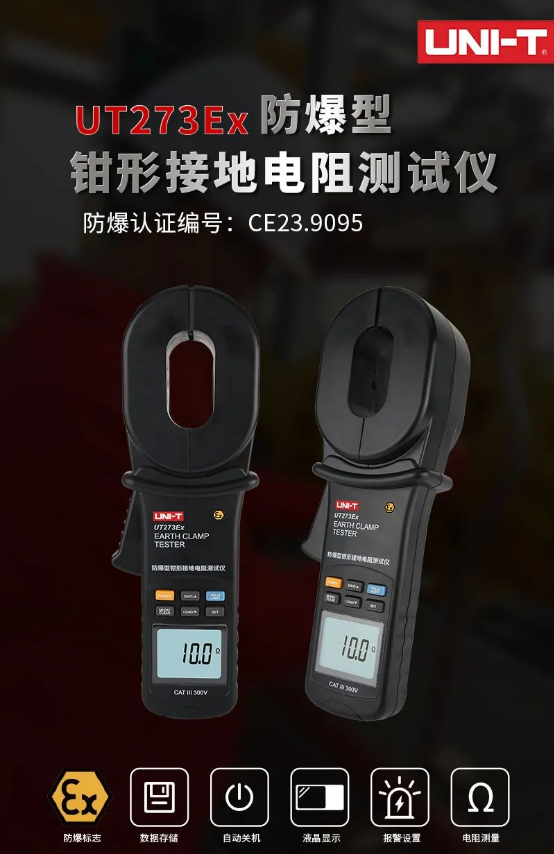 UNI-T
UT273Ex 防爆型
钳形接地电阻测试仪
防爆认证编号：CE23.9095
UNI-T
UT273Ex
EARTH CLAMP
TESTER
防爆型钳形接地电阻测试仪
10.0 Ω
CAT III 300V
UNI-T
UT273Ex
EARTH CLAMP
TESTER
防爆型钳形接地电阻测试仪
SET
10.0 Ω
CAT III 300V
Ex
防爆标志
数据存储
自动关机
液晶显示
报警设置
Ω
电阻测量